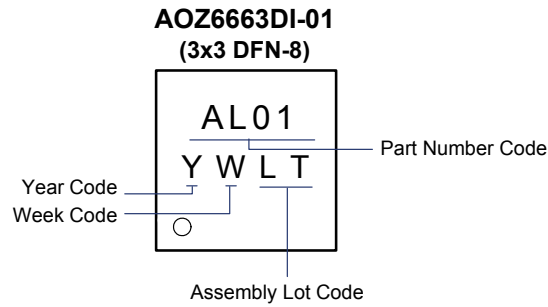 AOZ6663DI-01
(3x3 DFN-8)
AL01
Part Number Code
Y W L T
Year Code
Week Code
Assembly Lot Code